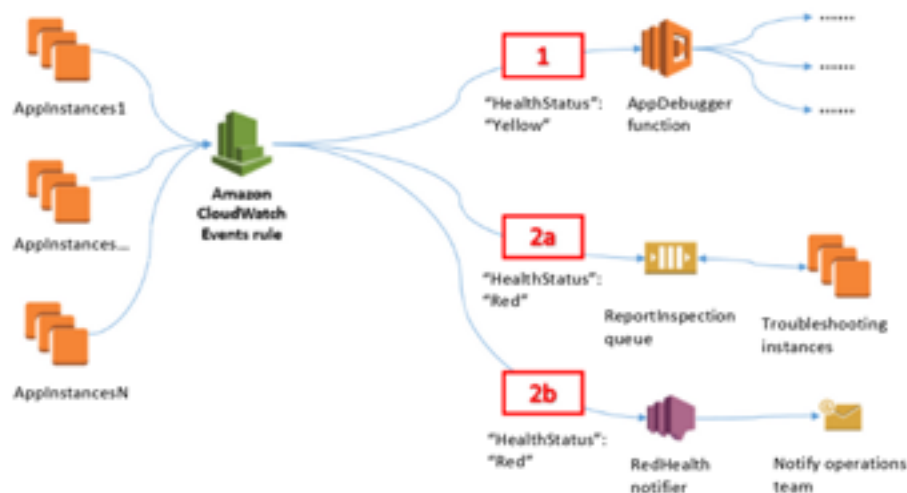 AppInstances1
AppInstances...
AppInstancesN
Amazon
CloudWatch
Events rule
1
"HealthStatus":
"Yellow"
AppDebugger
function
......
......
......
2a
"HealthStatus":
"Red"
ReportInspection
queue
Troubleshooting
instances
2b
"HealthStatus":
"Red"
RedHealth
notifier
Notify operations
team